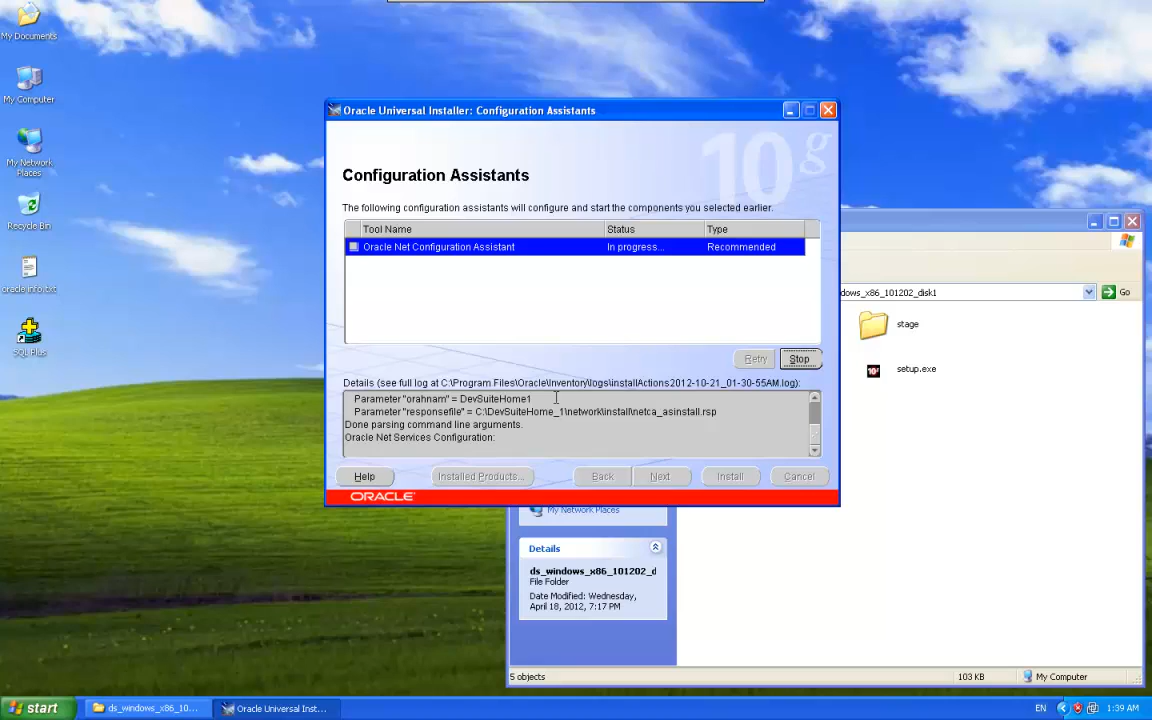 My Documents
My Computer
My Network
Places
Recycle Bin
oracle info.txt
SQL Plus
Oracle Universal Installer: Configuration Assistants
10g
Configuration Assistants
The following configuration assistants will configure and start the components you selected earlier.
Tool Name Status Type
Oracle Net Configuration Assistant In progress... Recommended
Retry Stop
Details (see full log at C:\Program Files\Oracle\Inventory\logs\installActions2012-10-21_01-30-55AM.log):
Parameter "orahnam" = DevSuiteHome1
Parameter "responsefile" = C:\DevSuiteHome_1\network\install\netca_asinstall.rsp
Done parsing command line arguments.
Oracle Net Services Configuration:
Help Installed Products... Back Next Install Cancel
ORACLE
dows_x86_101202_disk1 Go
stage
setup.exe
My Network Places
Details
ds_windows_x86_101202_d
File Folder
Date Modified: Wednesday,
April 18, 2012, 7:17 PM
5 objects 103 KB My Computer
start ds_windows_x86_10... Oracle Universal Inst... EN 1:39 AM